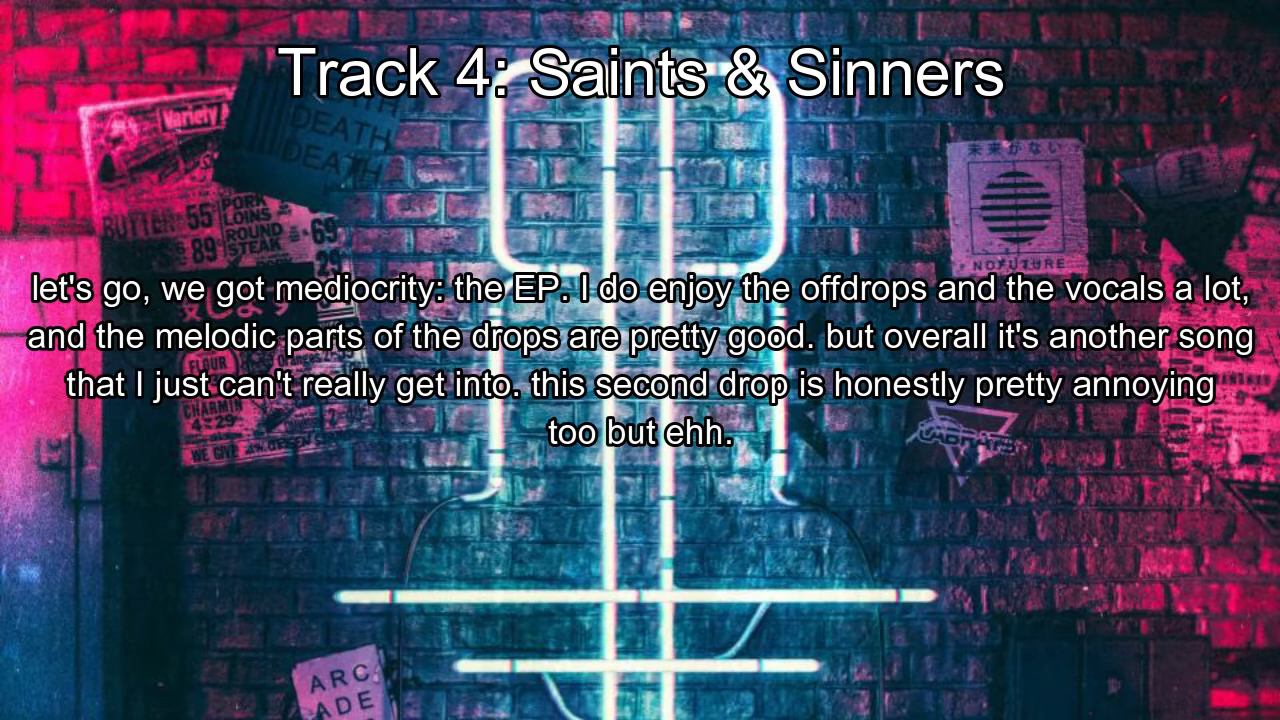 Track 4: Saints & Sinners
Variety
DEATH
DEATH
DEATH
BUTTER 55
PORK
LOINS
ROUND
STEAK
89
69
29
未来がない
NOFUTURE
星
let's go, we got mediocrity: the EP. I do enjoy the offdrops and the vocals a lot,
and the melodic parts of the drops are pretty good. but overall it's another song
that I just can't really get into. this second drop is honestly pretty annoying
too but ehh.
FLOUR
CHARMIN
4 29
WE GIVE
ARC
ADE